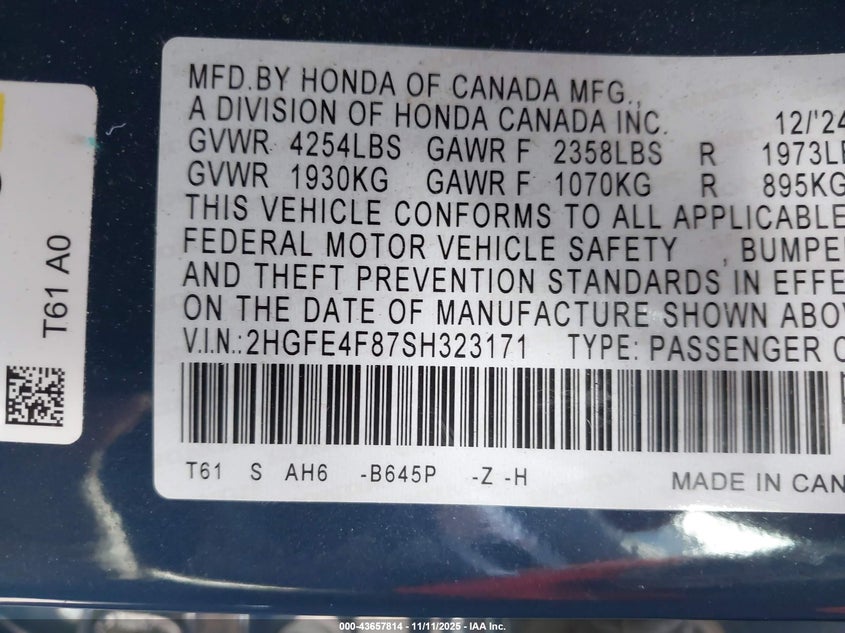 MFD.BY HONDA OF CANADA MFG.,
A DIVISION OF HONDA CANADA INC. 12/'24
GVWR 4254LBS GAWR F 2358LBS R 1973LB
GVWR 1930KG GAWR F 1070KG R 895KG
THIS VEHICLE CONFORMS TO ALL APPLICABLE
FEDERAL MOTOR VEHICLE SAFETY , BUMPE
AND THEFT PREVENTION STANDARDS IN EFFE
ON THE DATE OF MANUFACTURE SHOWN ABO
V.I.N.:2HGFE4F87SH323171 TYPE: PASSENGER C
T61 S AH6 -B645P -Z -H
MADE IN CAN
T61 A0
000-43657814 - 11/11/2025 - IAA Inc.